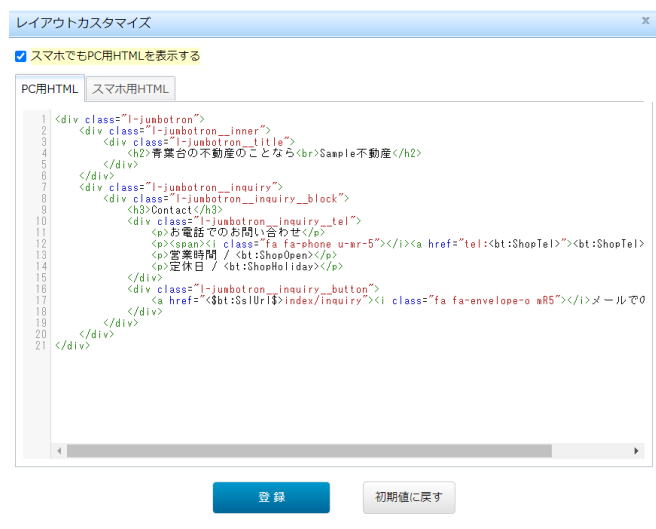 レイアウトカスタマイズ x
スマホでもPC用HTMLを表示する
PC用HTML スマホ用HTML
1 <div class="l-jumbotron">
2 <div class="l-jumbotron__inner">
3 <div class="l-jumbotron__title">
4 <h2>青葉台の不動産のことなら<br>Sample不動産</h2>
5 </div>
6 </div>
7 <div class="l-jumbotron__inquiry">
8 <div class="l-jumbotron__inquiry__block">
9 <h3>Contact</h3>
10 <div class="l-jumbotron__inquiry__tel">
11 <p>お電話でのお問い合わせ</p>
12 <p><span><i class="fa fa-phone u-mr-5"></i><a href="tel:<bt:ShopTel>"><bt:ShopTel>
13 <p>営業時間 / <bt:ShopOpen></p>
14 <p>定休日 / <bt:ShopHoliday></p>
15 </div>
16 <div class="l-jumbotron__inquiry__button">
17 <a href="<$bt:SslUrl$>index/inquiry"><i class="fa fa-envelope-o mR5"></i>メールで
18 </div>
19 </div>
20 </div>
21 </div>
登 録 初期値に戻す